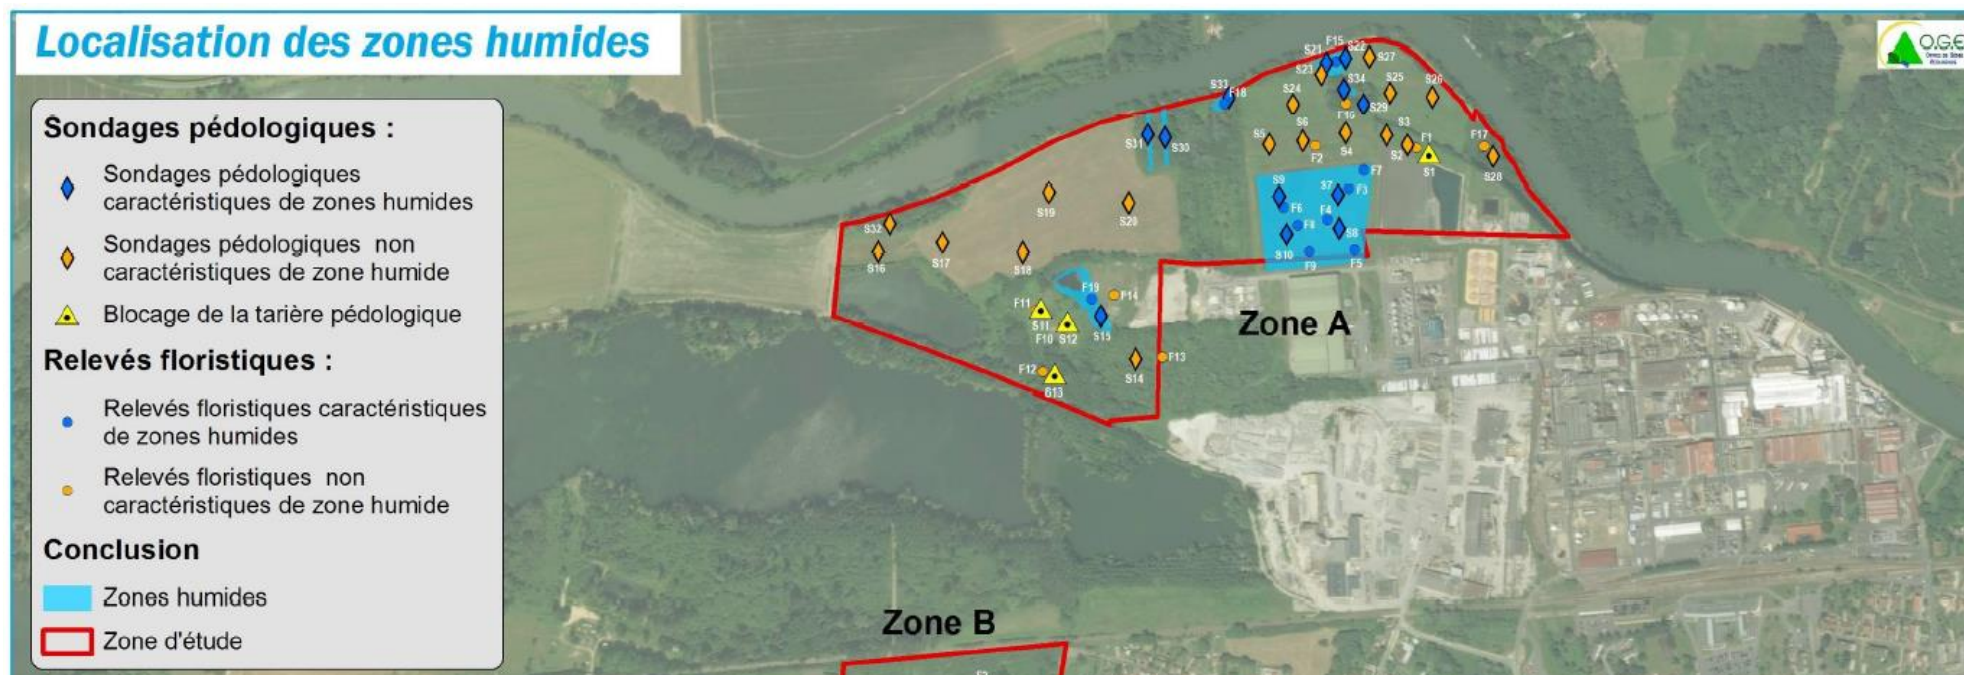 Localisation des zones humides
O.G.E
Sondages pédologiques :
Sondages pédologiques
caractéristiques de zones humides
Sondages pédologiques non
caractéristiques de zone humide
Blocage de la tarière pédologique
Relevés floristiques :
Relevés floristiques caractéristiques
de zones humides
Relevés floristiques non
caractéristiques de zone humide
Conclusion
Zones humides
Zone d'étude
F15
S21
S22
S27
S23
S34
S25
S26
S33
F18
S24
S29
S31
S30
S5
S6
F2
S4
S3
S2
F1
S1
F17
S28
F7
S9
S7
F3
F6
F4
F8
S8
S10
F9
F5
S19
S20
S32
S16
S17
S18
F19
F14
F11
S11
F10
S12
S15
F12
S13
S14
F13
Zone A
Zone B